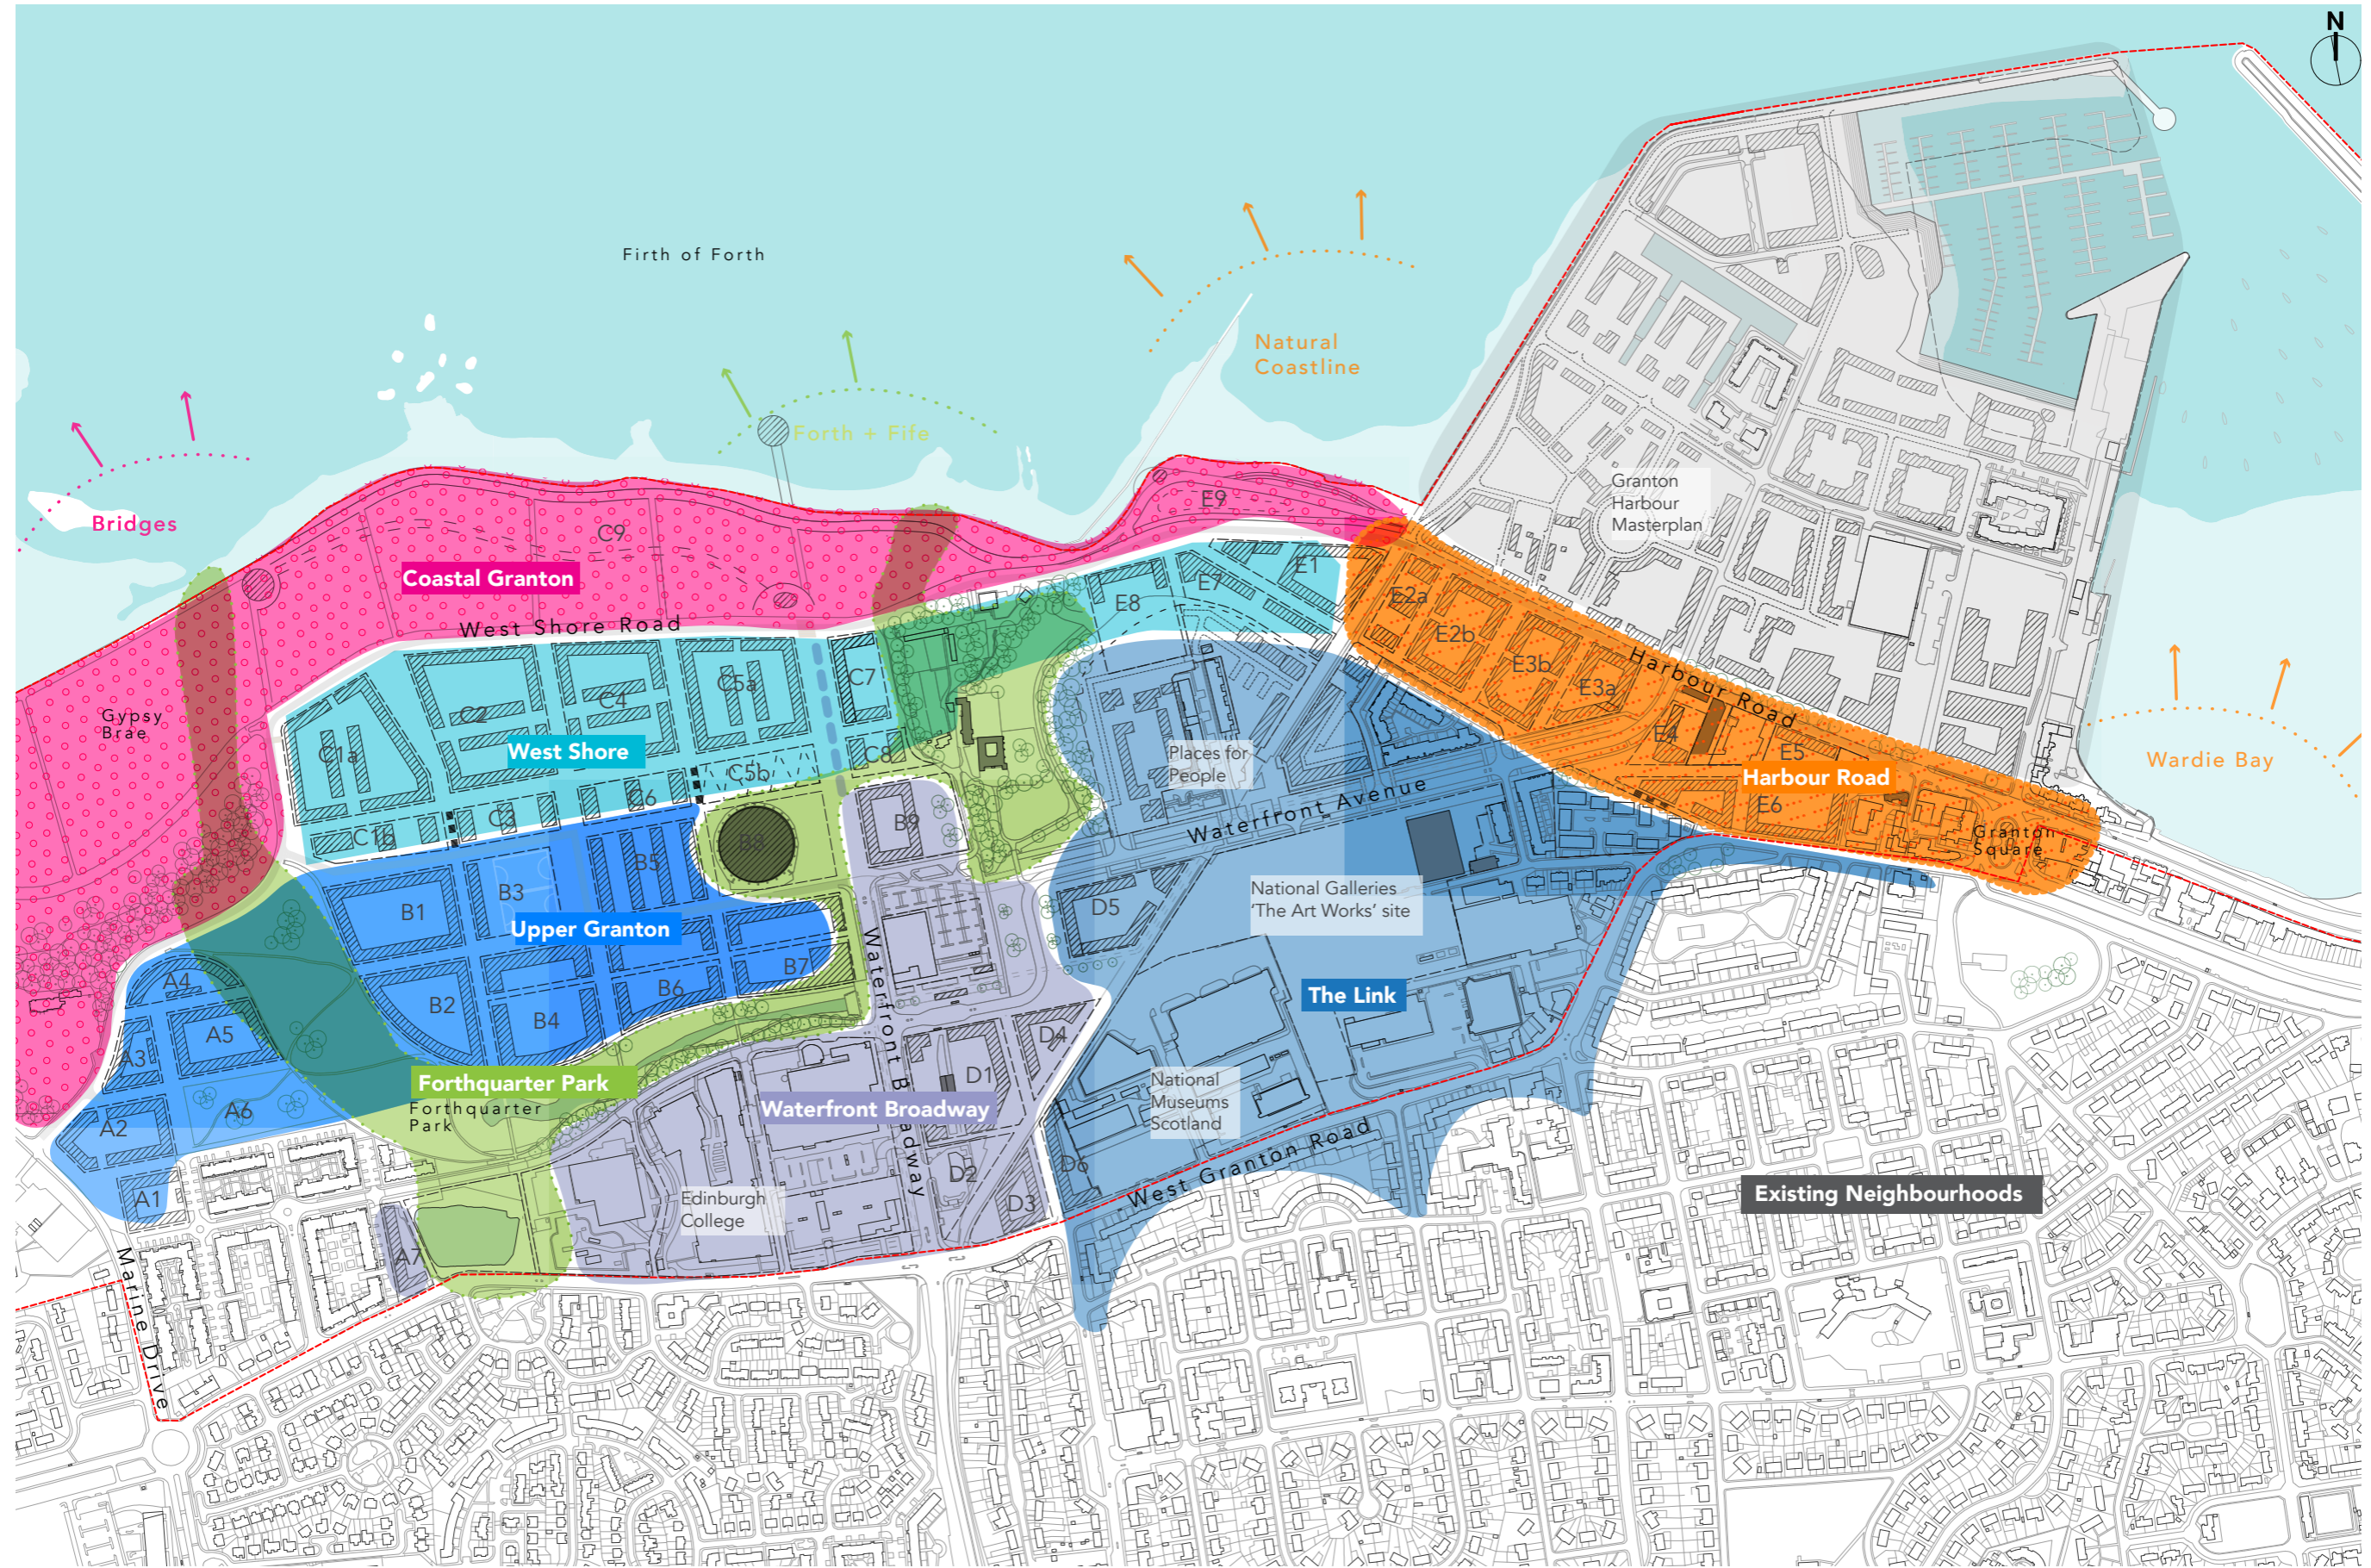 N
Firth of Forth
Natural
Coastline
Forth + Fife
Bridges
E9
Granton
Harbour
Masterplan
C9
Coastal Granton
West Shore Road
E1
E7
E8
E2a
E2b
E3b
E3a
Harbour Road
E4
E5
Harbour Road
E6
Granton
Square
Wardie Bay
Gypsy
Brae
C1a
C2
C4
C5a
C7
C8
West Shore
C5b
C6
C3
C1b
Places for
People
Waterfront Avenue
B9
B5
B3
B1
Upper Granton
B7
B6
B2
B4
National Galleries
‘The Art Works’ site
D5
The Link
A4
A5
A3
A6
A2
A1
A7
Forthquarter Park
Forthquarter
Park
Waterfront Broadway
Waterfront Broadway
D4
D1
D2
D3
D6
National
Museums
Scotland
West Granton Road
Edinburgh
College
Existing Neighbourhoods
Marine Drive